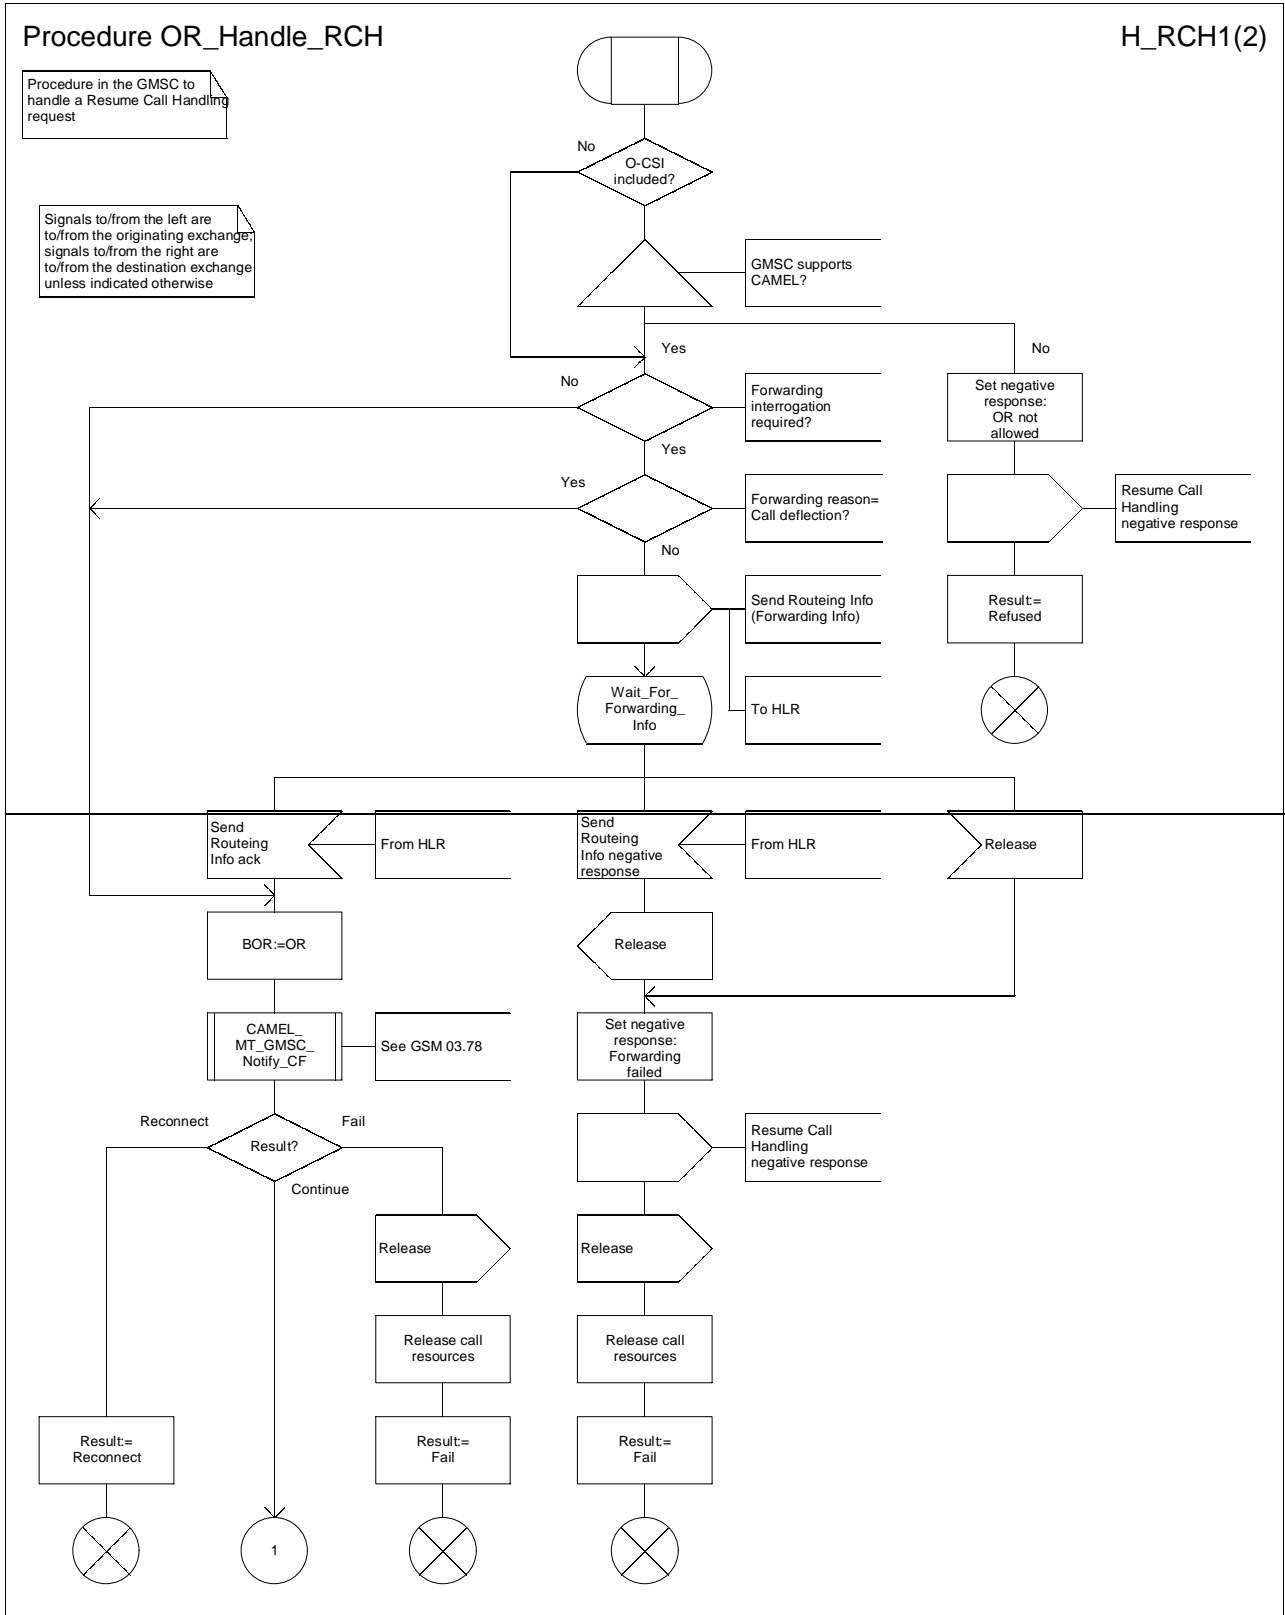 Procedure OR_Handle_RCH
H_RCH1(2)
Procedure in the GMSC to
handle a Resume Call Handling
request
Signals to/from the left are
to/from the originating exchange;
signals to/from the right are
to/from the destination exchange
unless indicated otherwise
No
O-CSI
included?
GMSC supports
CAMEL?
Yes
No
No
Forwarding
interrogation
required?
Set negative
response:
OR not
allowed
Yes
Yes
Forwarding reason=
Call deflection?
Resume Call
Handling
negative response
No
Send Routeing Info
(Forwarding Info)
Result:=
Refused
Wait_For_
Forwarding_
Info
To HLR
Send
Routeing
Info ack
From HLR
Send
Routeing
Info negative
response
From HLR
Release
BOR:=OR
Release
CAMEL_
MT_GMSC_
Notify_CF
See GSM 03.78
Set negative
response:
Forwarding
failed
Reconnect
Result?
Fail
Continue
Resume Call
Handling
negative response
Release
Release
Release call
resources
Release call
resources
Result:=
Reconnect
Result:=
Fail
Result:=
Fail
1